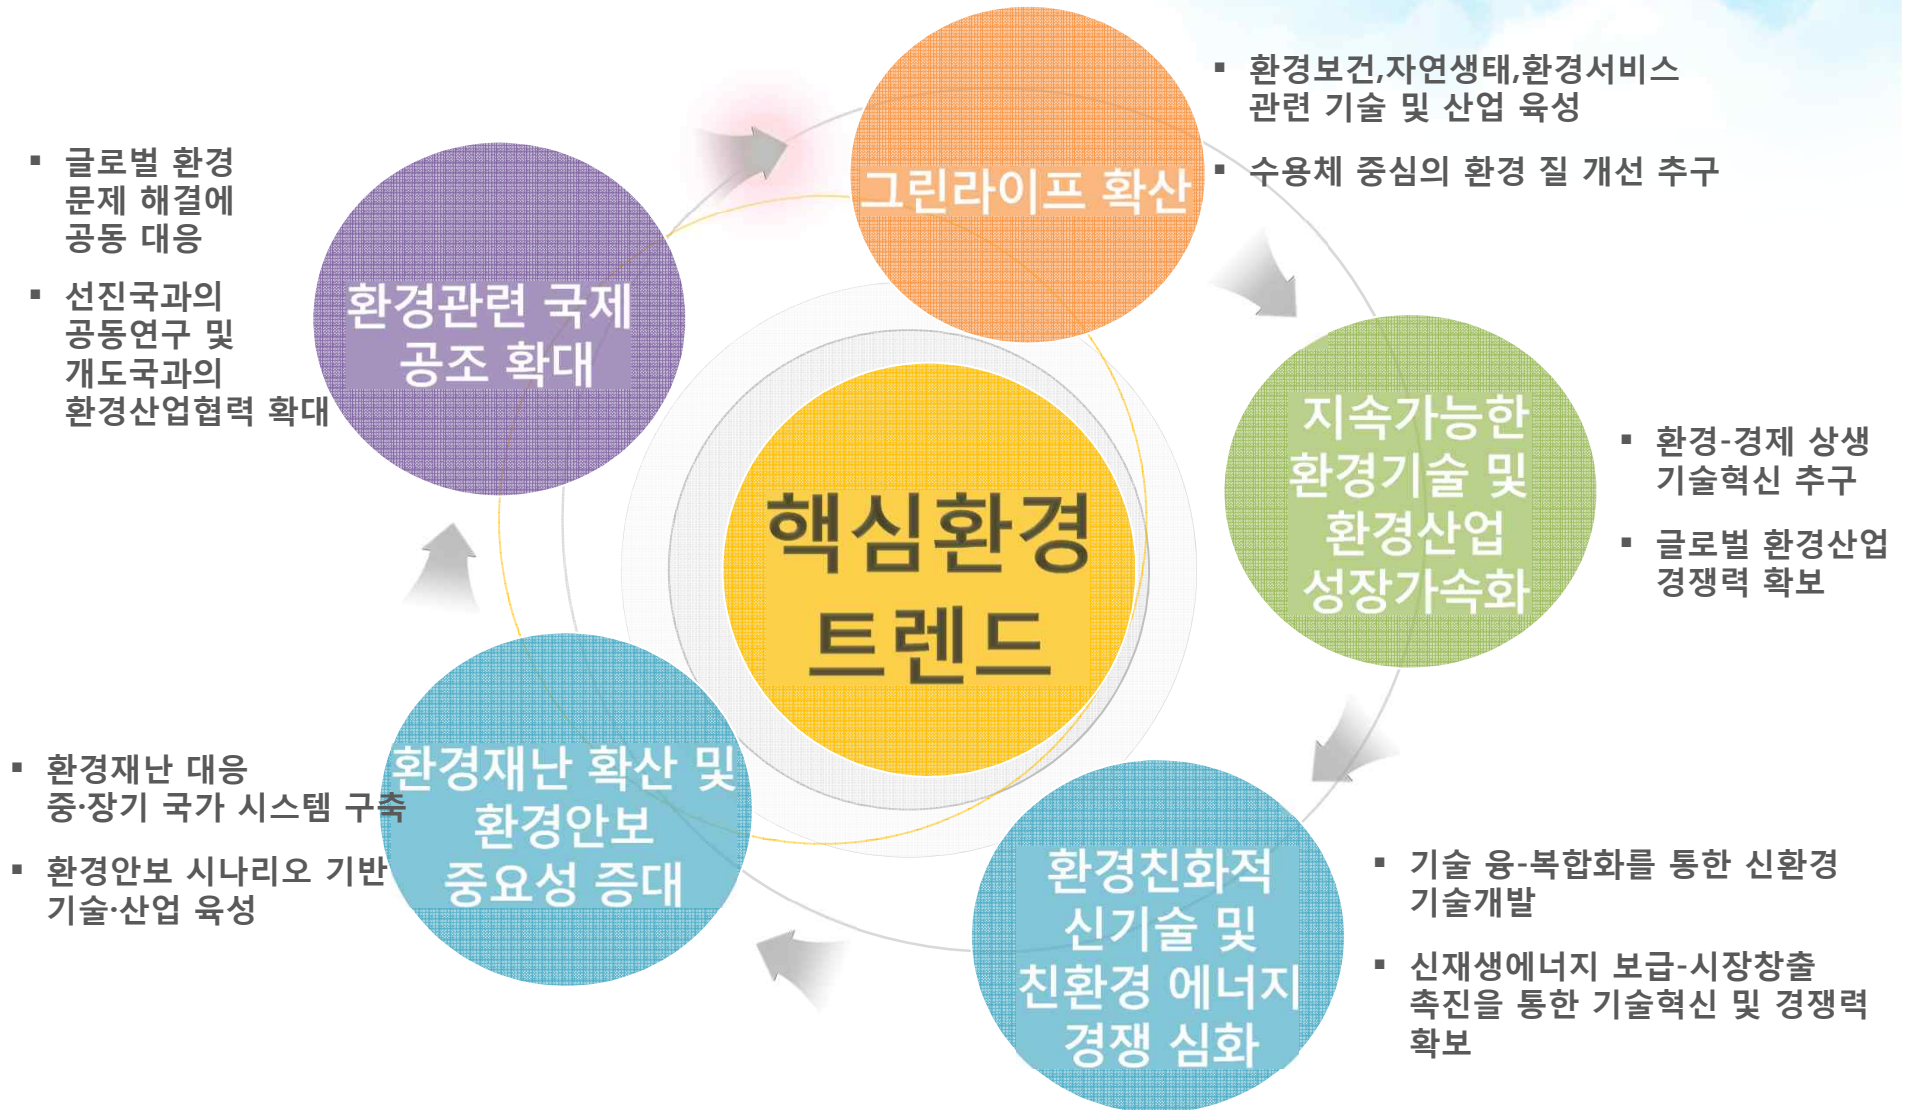 핵심환경
트렌드
그린라이프 확산
▪ 환경보건,자연생태,환경서비스
관련 기술 및 산업 육성
▪ 수용체 중심의 환경 질 개선 추구
지속가능한
환경기술 및
환경산업
성장가속화
▪ 환경-경제 상생
기술혁신 추구
▪ 글로벌 환경산업
경쟁력 확보
환경친화적
신기술 및
친환경 에너지
경쟁 심화
▪ 기술 융-복합화를 통한 신환경
기술개발
▪ 신재생에너지 보급-시장창출
촉진을 통한 기술혁신 및 경쟁력
확보
환경재난 확산 및
환경안보
중요성 증대
▪ 환경재난 대응
중·장기 국가 시스템 구축
▪ 환경안보 시나리오 기반
기술·산업 육성
환경관련 국제
공조 확대
▪ 글로벌 환경
문제 해결에
공동 대응
▪ 선진국과의
공동연구 및
개도국과의
환경산업협력 확대